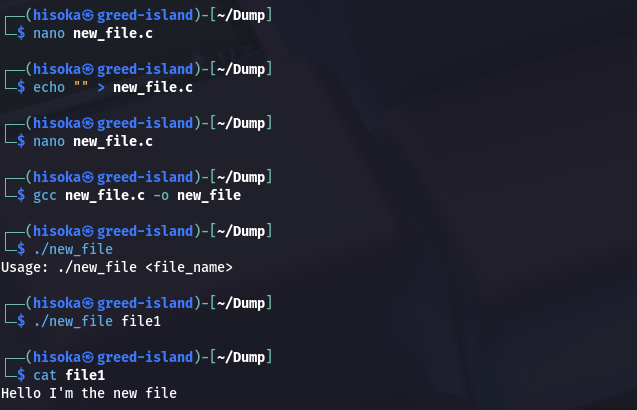 ┌──(hisoka㉿greed-island)-[~/Dump]
└─$ nano new_file.c
┌──(hisoka㉿greed-island)-[~/Dump]
└─$ echo "" > new_file.c
┌──(hisoka㉿greed-island)-[~/Dump]
└─$ nano new_file.c
┌──(hisoka㉿greed-island)-[~/Dump]
└─$ gcc new_file.c -o new_file
┌──(hisoka㉿greed-island)-[~/Dump]
└─$ ./new_file
Usage: ./new_file <file_name>
┌──(hisoka㉿greed-island)-[~/Dump]
└─$ ./new_file file1
┌──(hisoka㉿greed-island)-[~/Dump]
└─$ cat file1
Hello I'm the new file